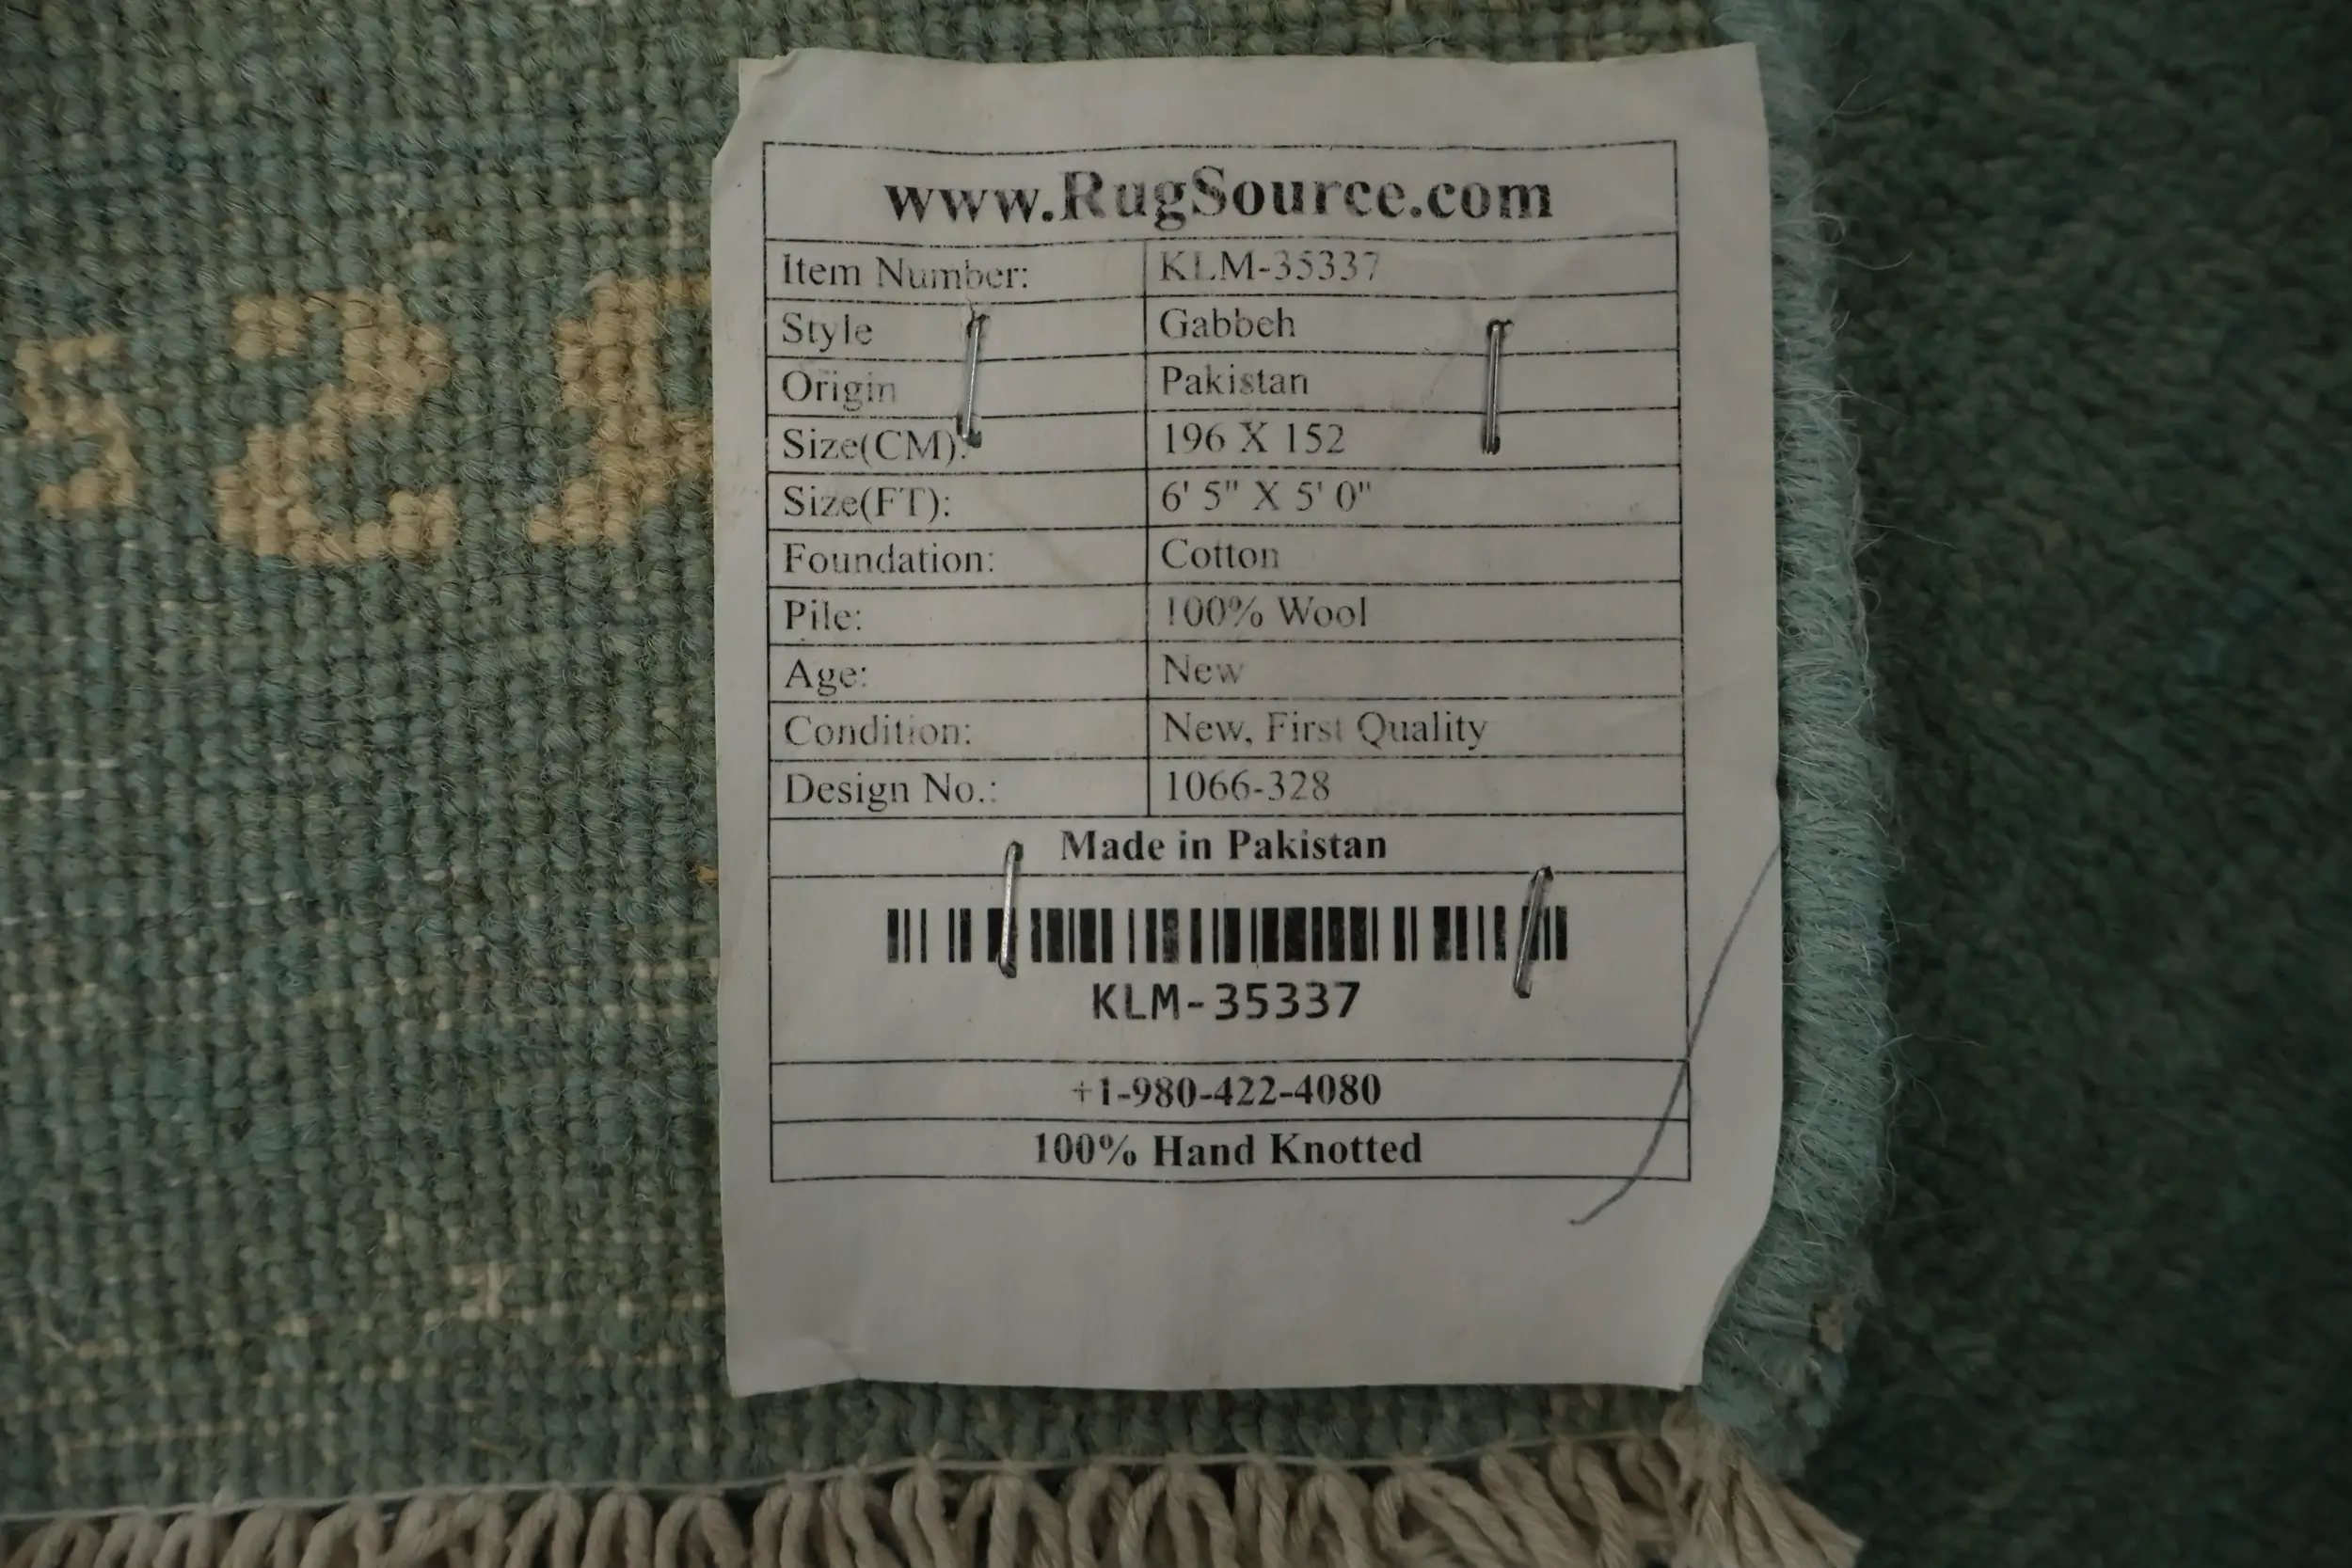 www.RugSource.com
Item Number: KLM-35337
Style Gabbeh
Origin Pakistan
Size(CM): 196 X 152
Size(FT): 6' 5" X 5' 0"
Foundation: Cotton
Pile: 100% Wool
Age: New
Condition: New, First Quality
Design No.: 1066-328
Made in Pakistan
KLM-35337
+1-980-422-4080
100% Hand Knotted